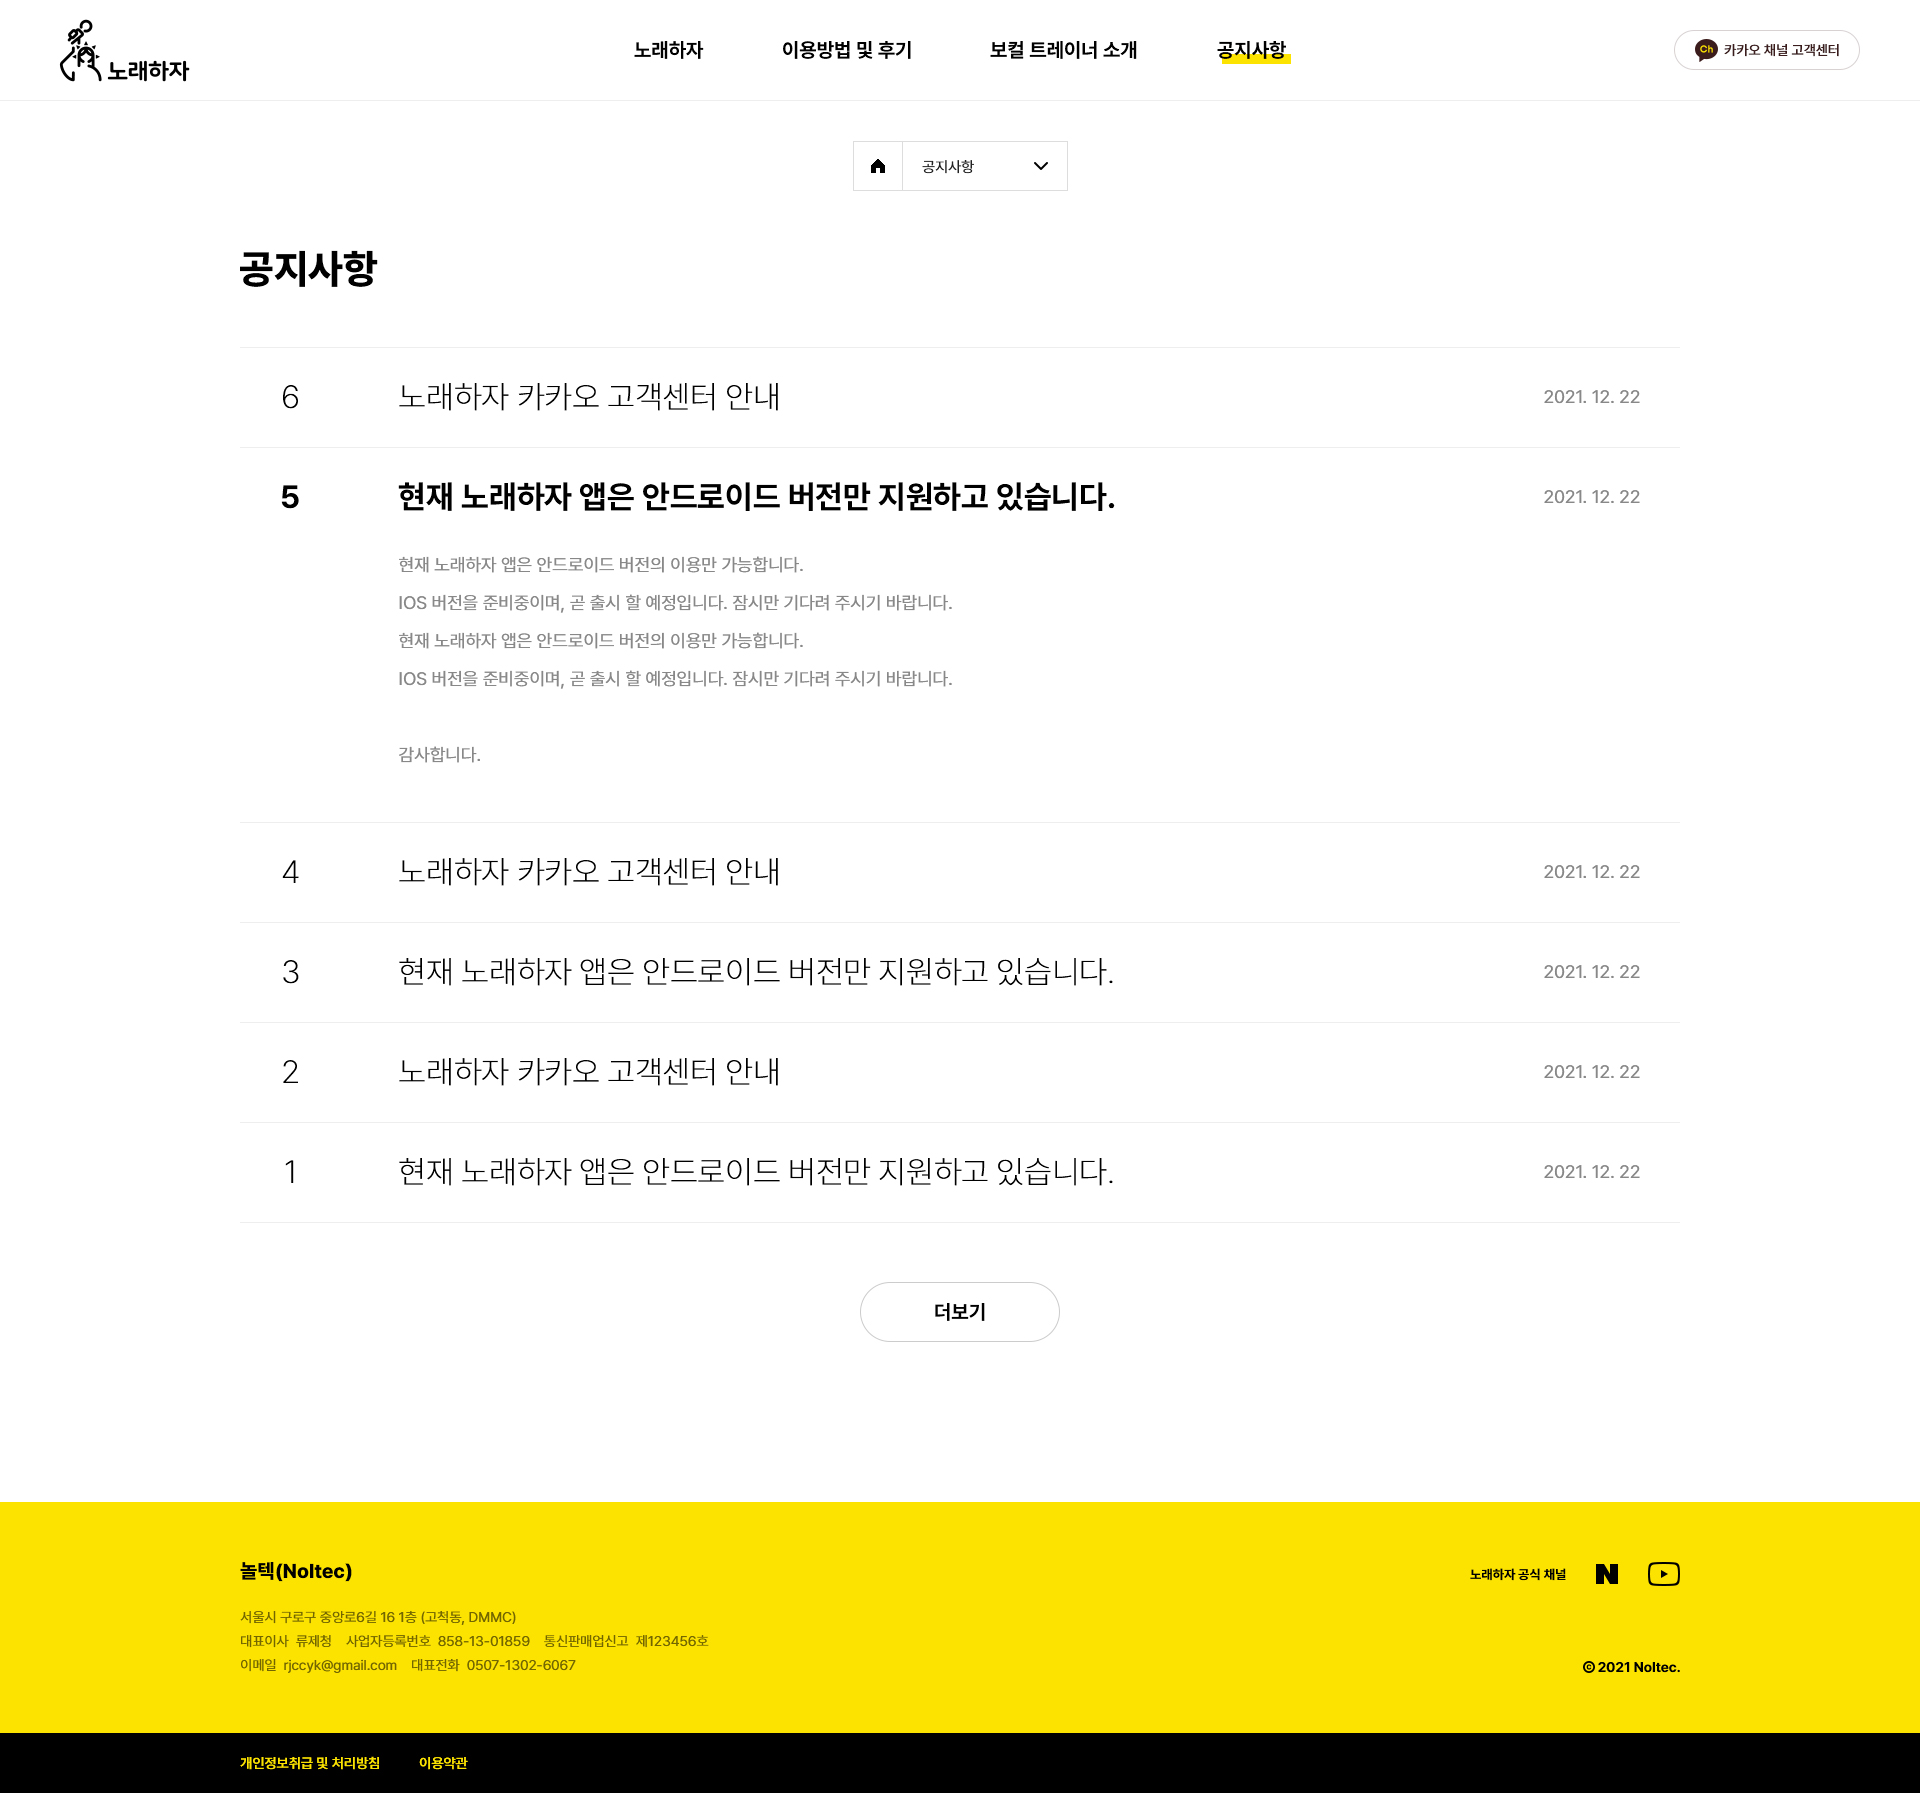 노래하자
노래하자 이용방법 및 후기 보컬 트레이너 소개 공지사항
Ch 카카오 채널 고객센터
공지사항
공지사항
6 노래하자 카카오 고객센터 안내 2021. 12. 22
5 현재 노래하자 앱은 안드로이드 버전만 지원하고 있습니다. 2021. 12. 22
현재 노래하자 앱은 안드로이드 버전의 이용만 가능합니다.
IOS 버전을 준비중이며, 곧 출시 할 예정입니다. 잠시만 기다려 주시기 바랍니다.
현재 노래하자 앱은 안드로이드 버전의 이용만 가능합니다.
IOS 버전을 준비중이며, 곧 출시 할 예정입니다. 잠시만 기다려 주시기 바랍니다.
감사합니다.
4 노래하자 카카오 고객센터 안내 2021. 12. 22
3 현재 노래하자 앱은 안드로이드 버전만 지원하고 있습니다. 2021. 12. 22
2 노래하자 카카오 고객센터 안내 2021. 12. 22
1 현재 노래하자 앱은 안드로이드 버전만 지원하고 있습니다. 2021. 12. 22
더보기
놀텍(Noltec)
노래하자 공식 채널 N
서울시 구로구 중앙로6길 16 1층 (고척동, DMMC)
대표이사 류제청 사업자등록번호 858-13-01859 통신판매업신고 제123456호
이메일 rjccyk@gmail.com 대표전화 0507-1302-6067
© 2021 Noltec.
개인정보취급 및 처리방침 이용약관